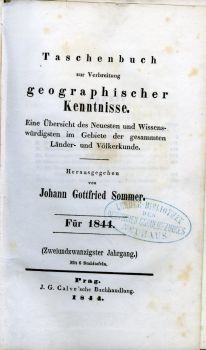 Taschenbuch
zur Verbreitung
geographischer
Kenntnisse.
Eine Übersicht des Neuesten und Wissens-
würdigsten im Gebiete der gesammten
Länder- und Völkerkunde.
Herausgegeben
von
Johann Gottfried Sommer.
Für 1844.
(Zweiundzwanzigster Jahrgang.)
Mit 6 Stahltafeln.
Prag.
J. G. Calve'sche Buchhandlung.
1844.